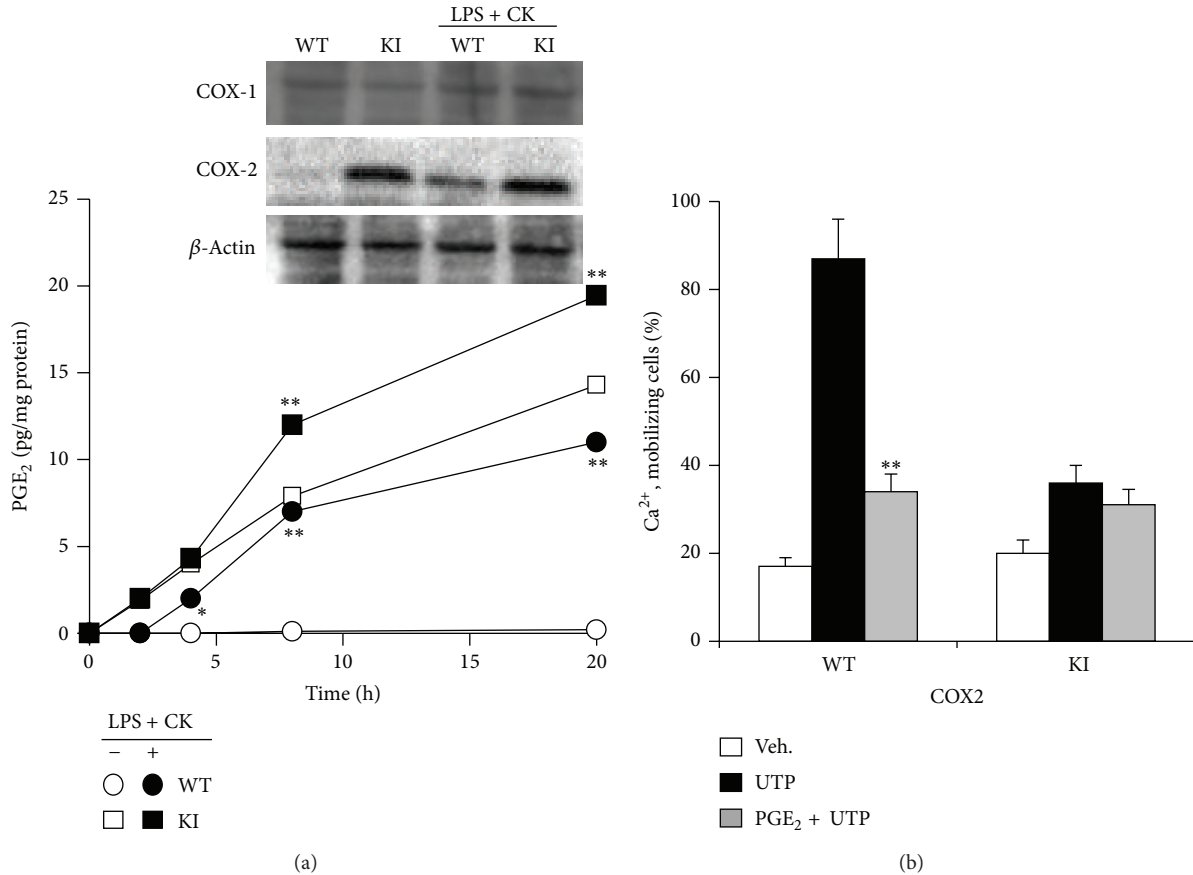 LPS + CK
WT KI WT KI
COX-1
COX-2
β-Actin
25
20
15
10
5
0
PGE₂ (pg/mg protein)
**
**
**
**
*
0 5 10 15 20
Time (h)
LPS + CK
− +
WT
KI
(a)
100
80
60
40
20
0
Ca²⁺, mobilizing cells (%)
**
WT KI
COX2
Veh.
UTP
PGE₂ + UTP
(b)